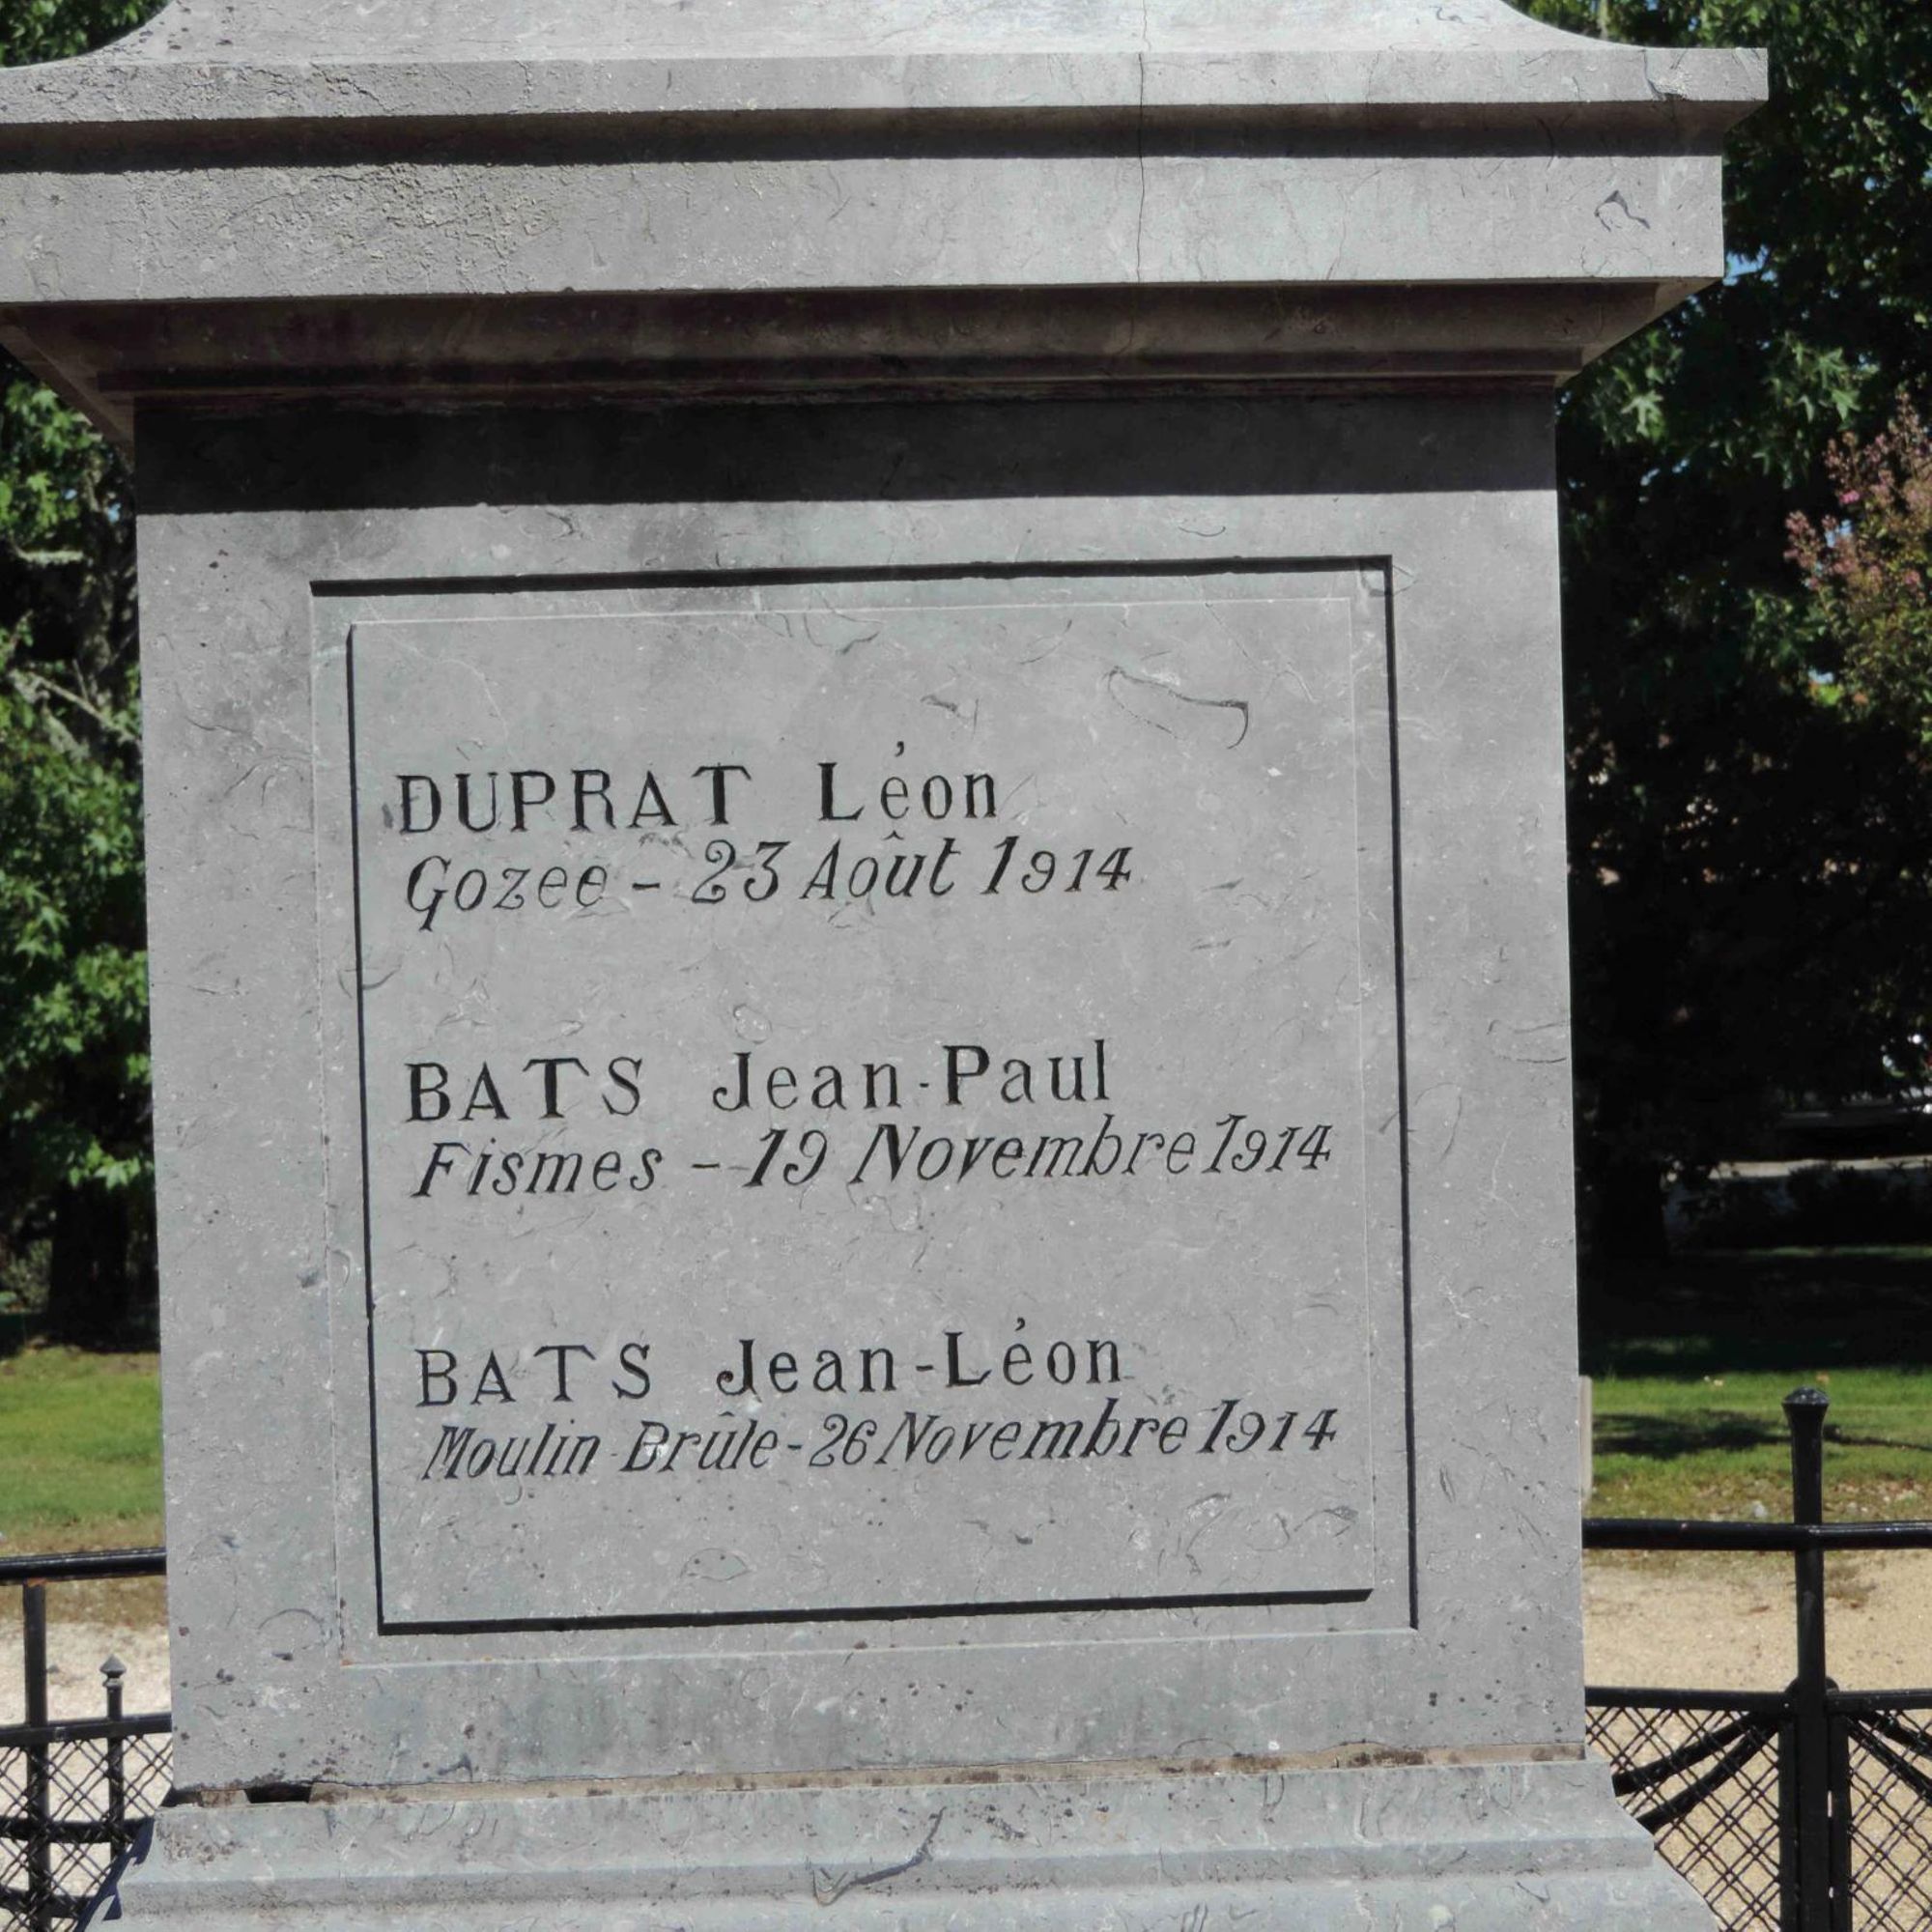 DUPRAT Léon
Gozee - 23 Août 1914
BATS Jean-Paul
Fismes - 19 Novembre 1914
BATS Jean-Léon
Moulin Brûle - 26 Novembre 1914